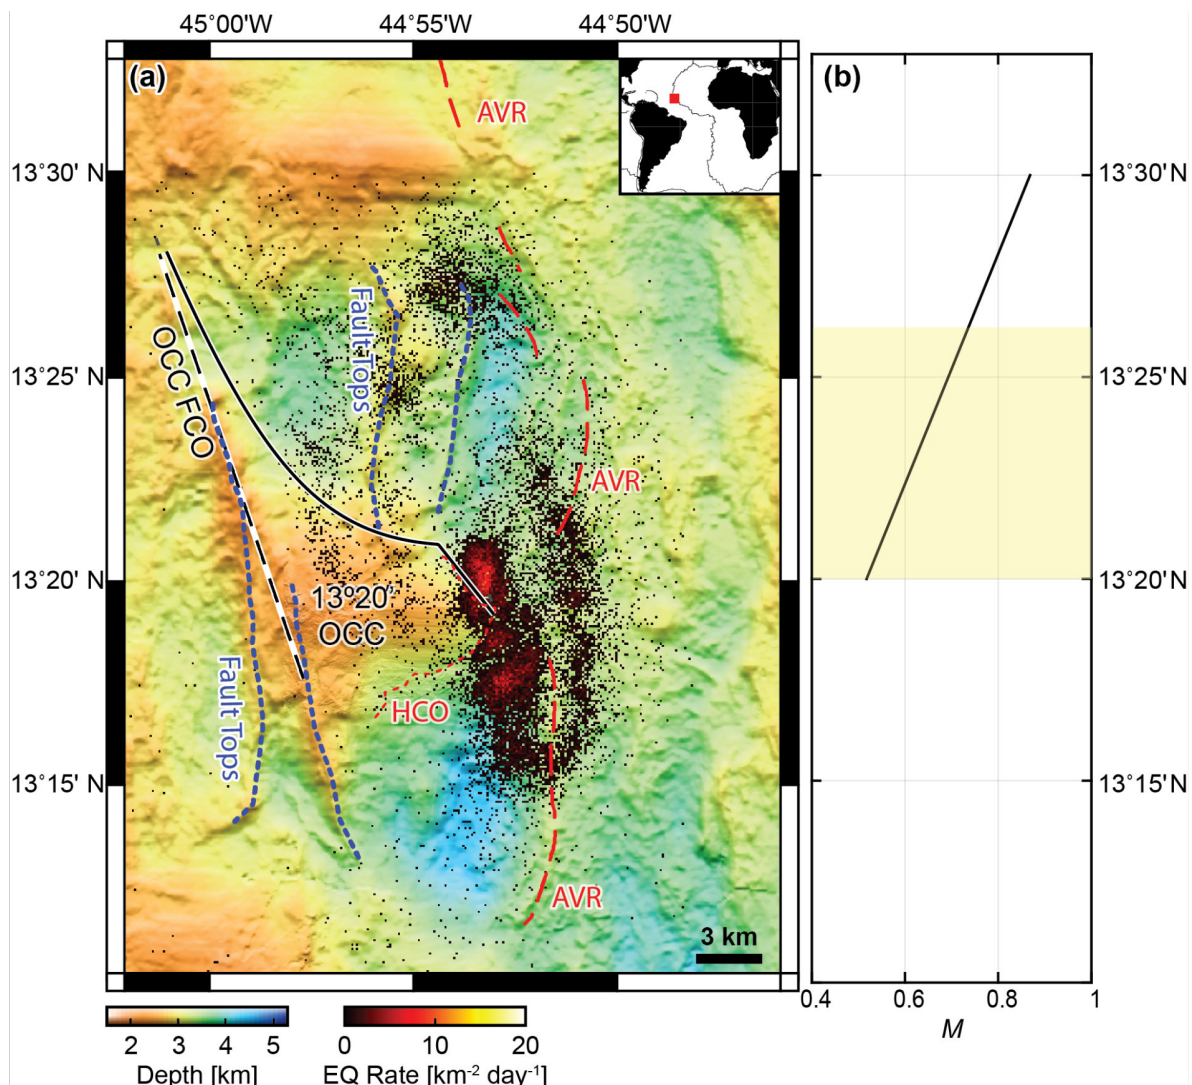 45°00'W 44°55'W 44°50'W
(a)
(b)
AVR
13°30' N
13°30'N
Fault Tops
OCC FCO
13°25' N
13°25'N
AVR
13°20' N
13°20'N
13º20'
OCC
Fault Tops
HCO
13°15' N
13°15'N
AVR
3 km
0.4 0.6 0.8 1
M
2 3 4 5
Depth [km]
0 10 20
EQ Rate [km⁻² day⁻¹]